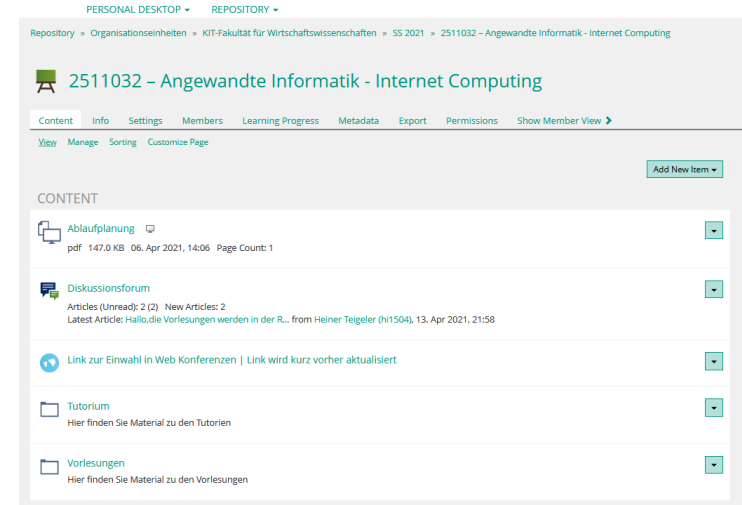 PERSONAL DESKTOP REPOSITORY
Repository » Organisationseinheiten » KIT-Fakultät für Wirtschaftswissenschaften » SS 2021 » 2511032 – Angewandte Informatik - Internet Computing
2511032 – Angewandte Informatik - Internet Computing
Content Info Settings Members Learning Progress Metadata Export Permissions Show Member View
View Manage Sorting Customize Page
Add New Item
CONTENT
Ablaufplanung
pdf 147.0 KB 06. Apr 2021, 14:06 Page Count: 1
Diskussionsforum
Articles (Unread): 2 (2) New Articles: 2
Latest Article: Hallo,die Vorlesungen werden in der R... from Heiner Teigeler (hi1504), 13. Apr 2021, 21:58
Link zur Einwahl in Web Konferenzen | Link wird kurz vorher aktualisiert
Tutorium
Hier finden Sie Material zu den Tutorien
Vorlesungen
Hier finden Sie Material zu den Vorlesungen